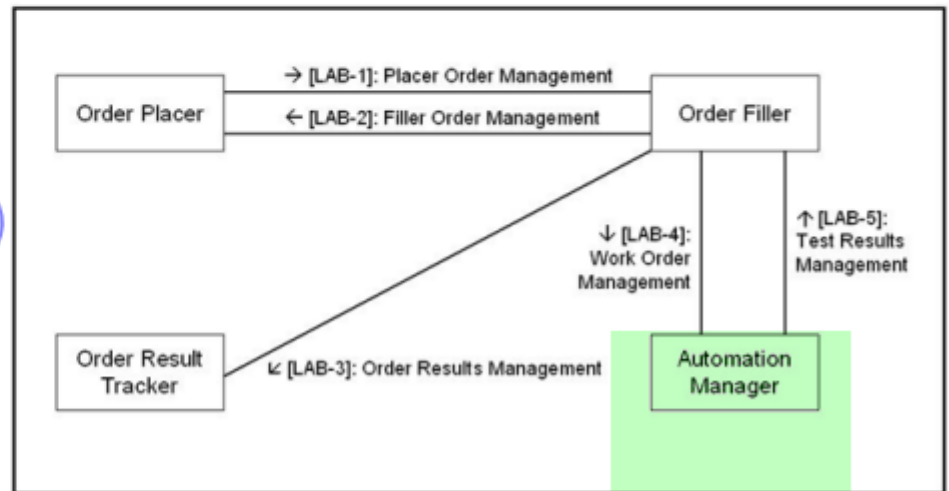 → [LAB-1]: Placer Order Management
Order Placer
Order Filler
← [LAB-2]: Filler Order Management
↓ [LAB-4]:
Work Order
Management
↑ [LAB-5]:
Test Results
Management
Order Result
Tracker
↙ [LAB-3]: Order Results Management
Automation
Manager